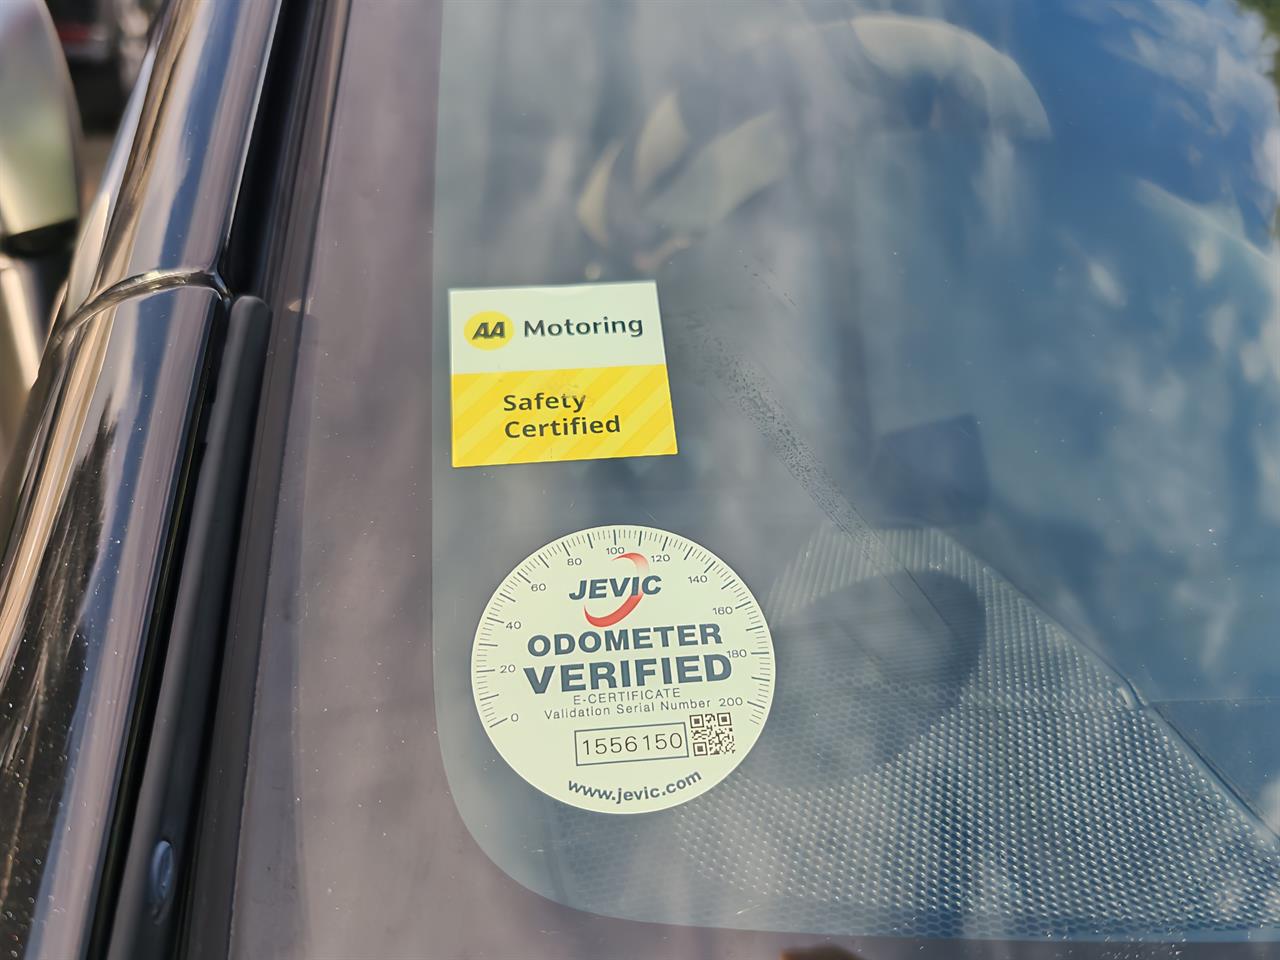 AA Motoring
Safety
Certified
0 20 40 60 80 100 120 140 160 180 200
JEVIC
ODOMETER
VERIFIED
E-CERTIFICATE
Validation Serial Number
1556150
www.jevic.com